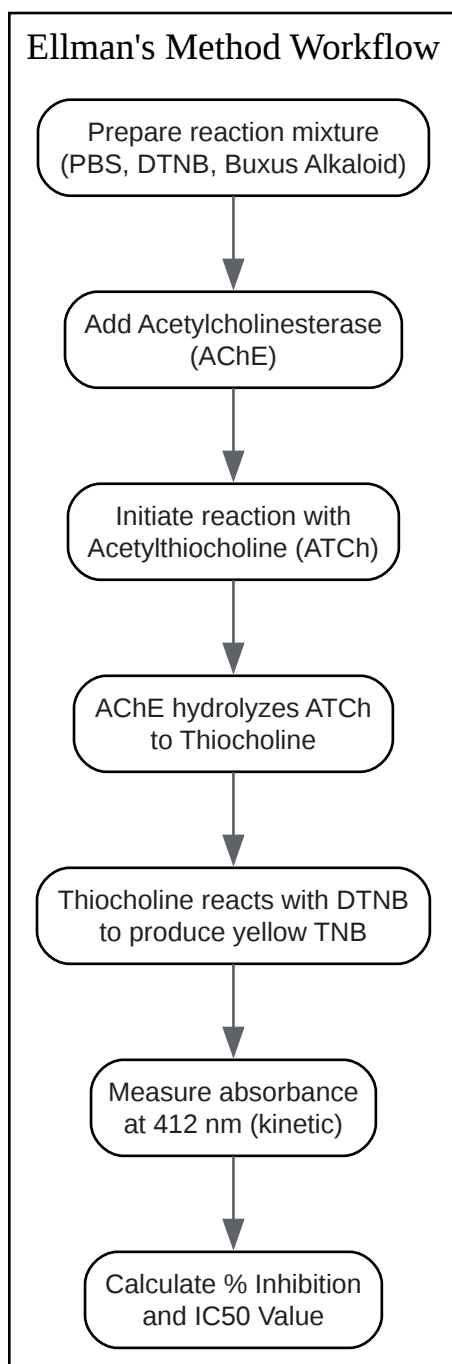 Ellman's Method Workflow
Prepare reaction mixture
(PBS, DTNB, Buxus Alkaloid)
Add Acetylcholinesterase
(AChE)
Initiate reaction with
Acetylthiocholine (ATCh)
AChE hydrolyzes ATCh
to Thiocholine
Thiocholine reacts with DTNB
to produce yellow TNB
Measure absorbance
at 412 nm (kinetic)
Calculate % Inhibition
and IC50 Value